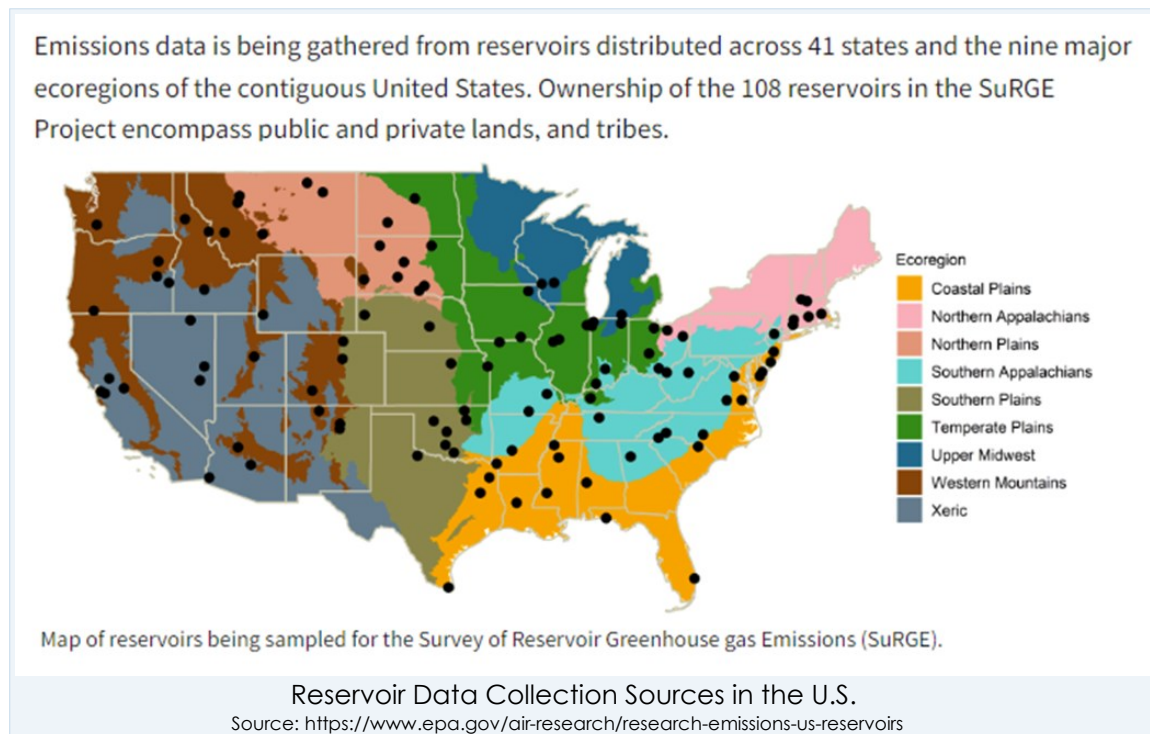 Emissions data is being gathered from reservoirs distributed across 41 states and the nine major
ecoregions of the contiguous United States. Ownership of the 108 reservoirs in the SuRGE
Project encompass public and private lands, and tribes.
Ecoregion
Coastal Plains
Northern Appalachians
Northern Plains
Southern Appalachians
Southern Plains
Temperate Plains
Upper Midwest
Western Mountains
Xeric
Map of reservoirs being sampled for the Survey of Reservoir Greenhouse gas Emissions (SuRGE).
Reservoir Data Collection Sources in the U.S.
Source: https://www.epa.gov/air-research/research-emissions-us-reservoirs